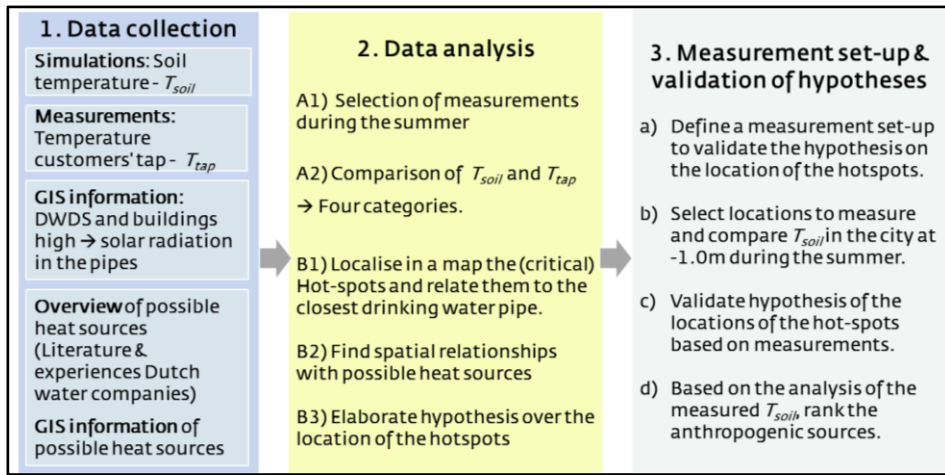 1. Data collection
Simulations: Soil
temperature - Tsoil
Measurements:
Temperature
customers' tap - Ttap
GIS information:
DWDS and buildings
high → solar radiation
in the pipes
Overview of possible
heat sources
(Literature &
experiences Dutch
water companies)
GIS information of
possible heat sources
2. Data analysis
A1) Selection of measurements
during the summer
A2) Comparison of Tsoil and Ttap
→ Four categories.
B1) Localise in a map the (critical)
Hot-spots and relate them to the
closest drinking water pipe.
B2) Find spatial relationships
with possible heat sources
B3) Elaborate hypothesis over the
location of the hotspots
3. Measurement set-up &
validation of hypotheses
a) Define a measurement set-up
to validate the hypothesis on
the location of the hotspots.
b) Select locations to measure
and compare Tsoil in the city at
-1.0m during the summer.
c) Validate hypothesis of the
locations of the hot-spots
based on measurements.
d) Based on the analysis of the
measured Tsoil, rank the
anthropogenic sources.